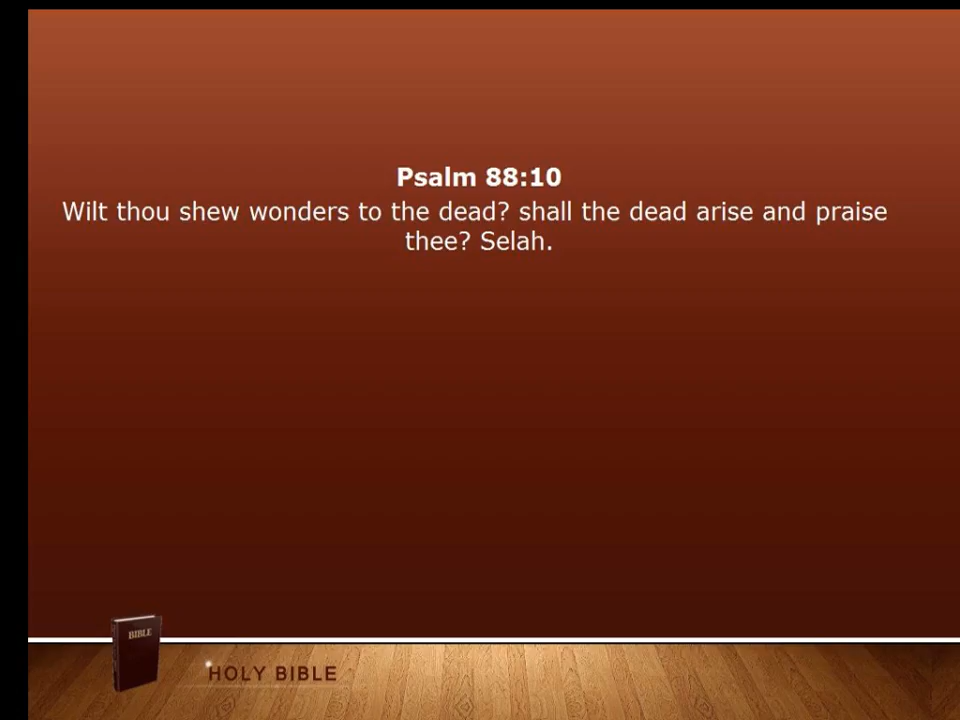 Psalm 88:10
Wilt thou shew wonders to the dead? shall the dead arise and praise
thee? Selah.
BIBLE
HOLY BIBLE